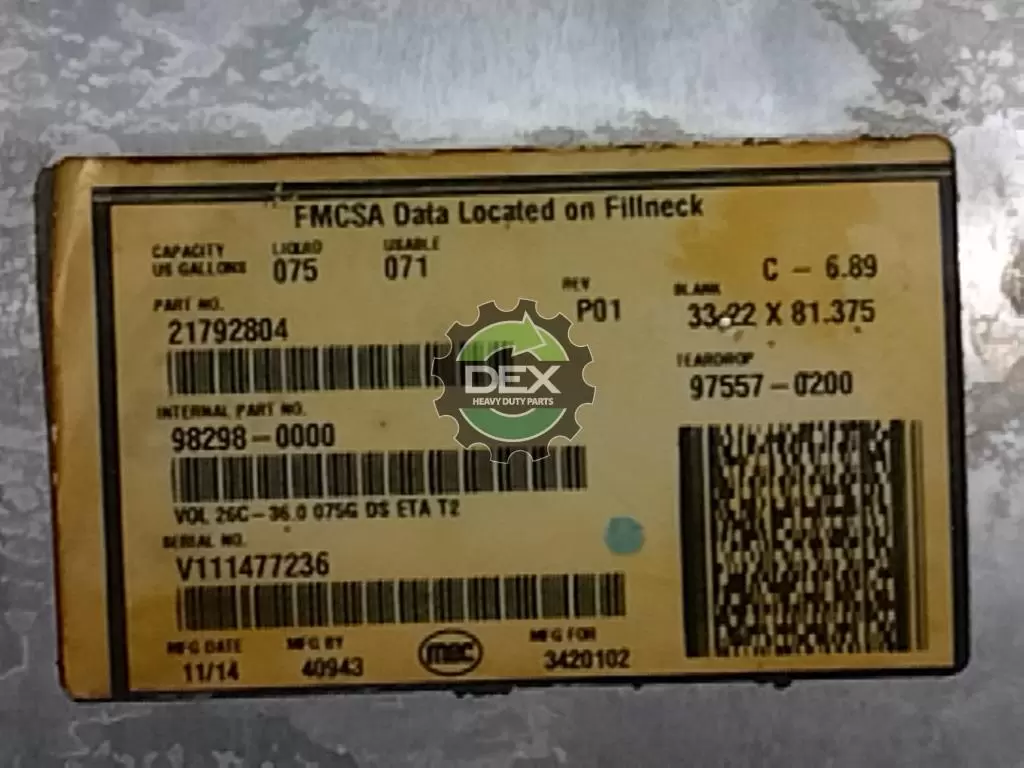 FMCSA Data Located on Fillneck
CAPACITY US GALLONS
LIQUID 075
USABLE 071
C - 6.89
PART NO.
21792804
REV
P01
BLANK
33.22 X 81.375
TEARDROP
97557-0200
INTERNAL PART NO.
98298-0000
VOL 26C-36.0 075G DS ETA T2
SERIAL NO.
V111477236
MFG DATE
11/14
MFG BY
40943
mec
MFG FOR
3420102
DEX
HEAVY DUTY PARTS